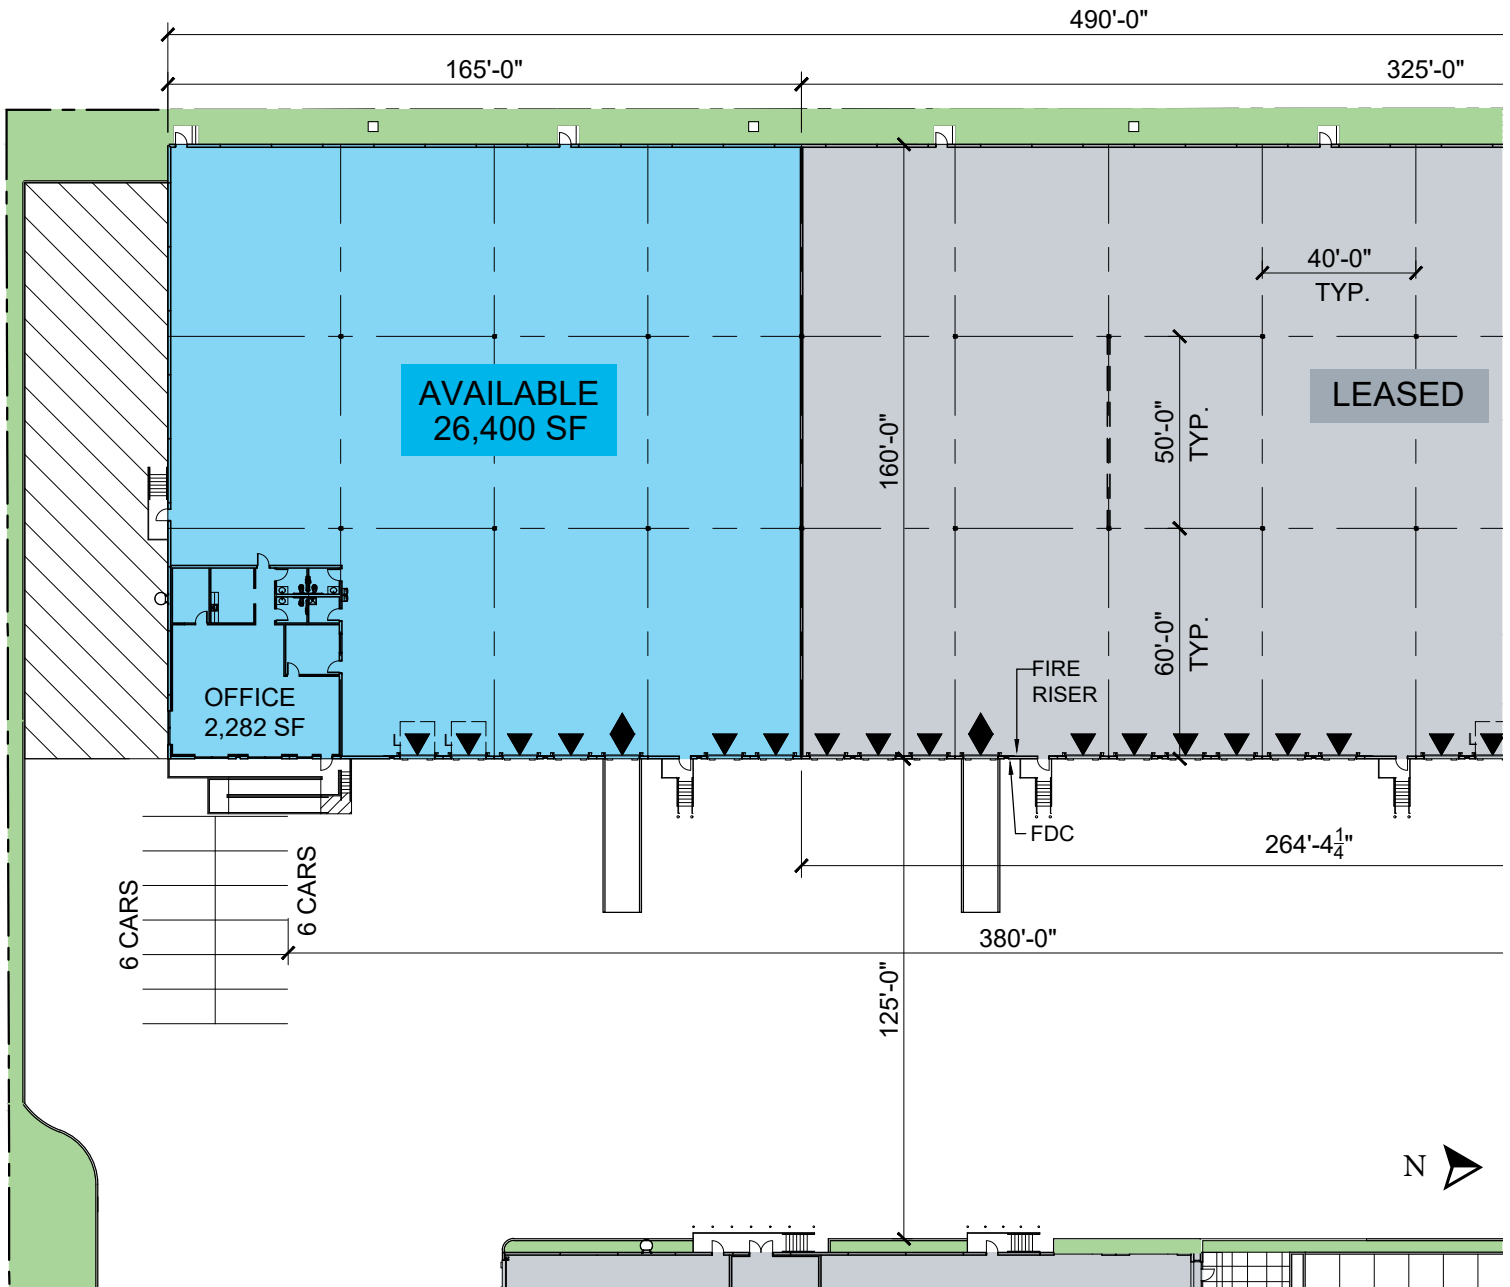 490'-0"
165'-0"
325'-0"
40'-0"
TYP.
AVAILABLE
26,400 SF
LEASED
160'-0"
50'-0"
TYP.
60'-0"
TYP.
OFFICE
2,282 SF
FIRE
RISER
FDC
264'-4¼"
6 CARS
6 CARS
380'-0"
125'-0"
N